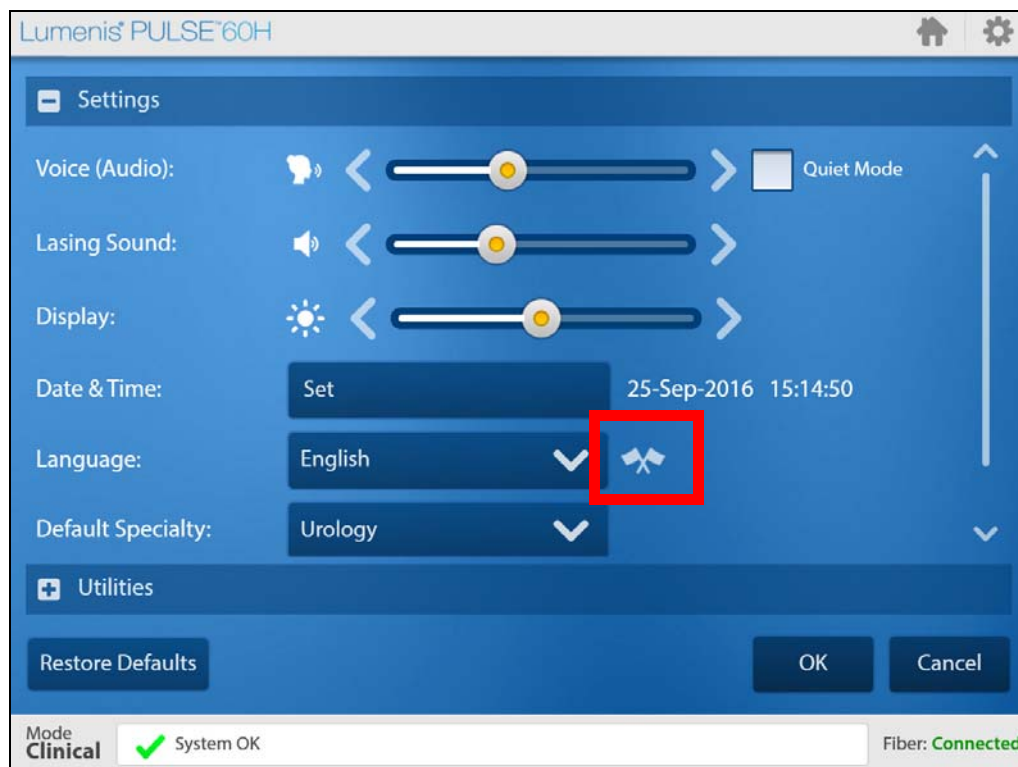 Lumenis® PULSE™60H
Settings
Voice (Audio):
Quiet Mode
Lasing Sound:
Display:
Date & Time:
Set
25-Sep-2016 15:14:50
Language:
English
Default Specialty:
Urology
Utilities
Restore Defaults
OK
Cancel
Mode
Clinical
System OK
Fiber: Connected